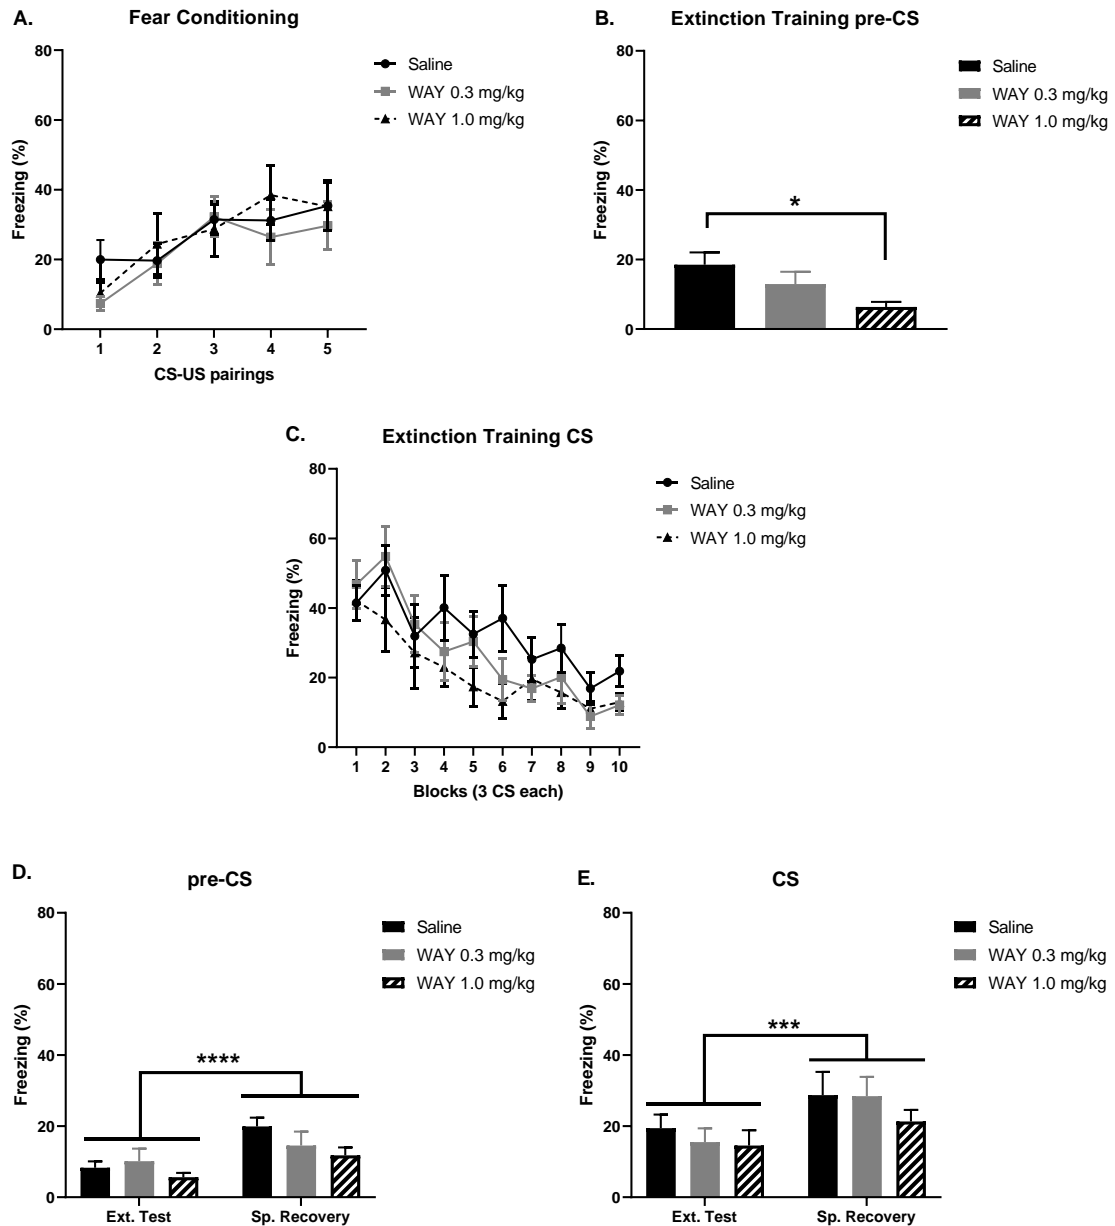 A.
Fear Conditioning
80
60
40
20
0
Freezing (%)
1 2 3 4 5
CS-US pairings
Saline
WAY 0.3 mg/kg
WAY 1.0 mg/kg
B.
Extinction Training pre-CS
80
60
40
20
0
Freezing (%)
*
Saline
WAY 0.3 mg/kg
WAY 1.0 mg/kg
C.
Extinction Training CS
80
60
40
20
0
Freezing (%)
1 2 3 4 5 6 7 8 9 10
Blocks (3 CS each)
Saline
WAY 0.3 mg/kg
WAY 1.0 mg/kg
D.
pre-CS
80
60
40
20
0
Freezing (%)
****
Ext. Test Sp. Recovery
Saline
WAY 0.3 mg/kg
WAY 1.0 mg/kg
E.
CS
80
60
40
20
0
Freezing (%)
***
Ext. Test Sp. Recovery
Saline
WAY 0.3 mg/kg
WAY 1.0 mg/kg